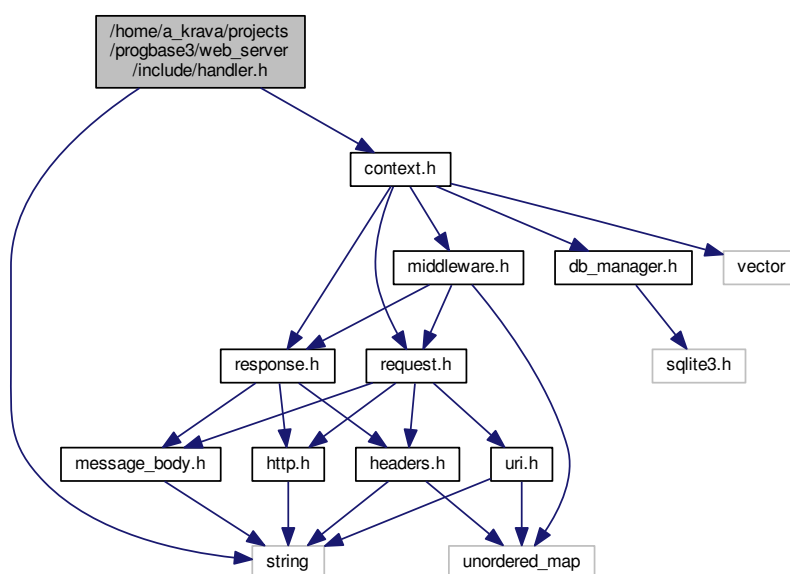 /home/a_krava/projects
/progbase3/web_server
/include/handler.h
context.h
middleware.h
db_manager.h
vector
response.h
request.h
sqlite3.h
message_body.h
http.h
headers.h
uri.h
string
unordered_map